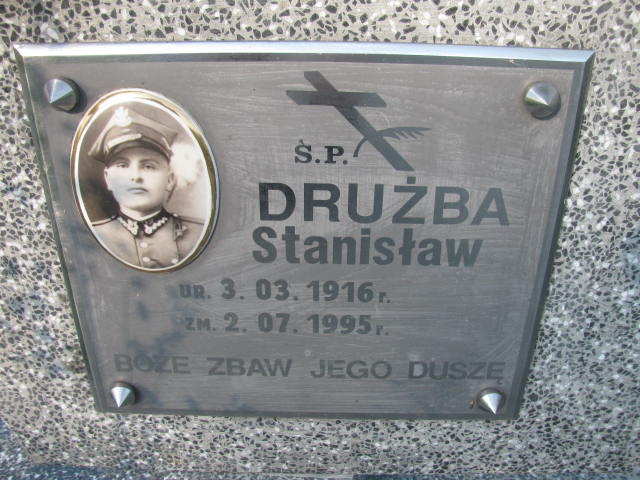 Ś.P.
DRUŻBA
Stanisław
UR. 3. 03. 1916 r.
ZM. 2. 07. 1995 r.
BOŻE ZBAW JEGO DUSZĘ